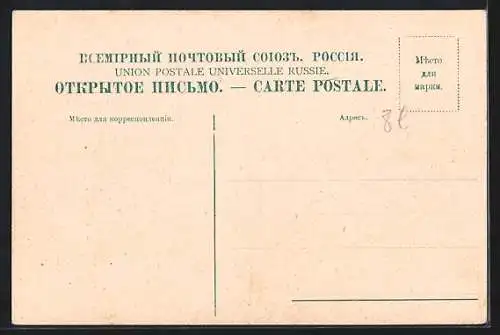 ВСЕМІРНЫЙ ПОЧТОВЫЙ СОЮЗЪ. РОССІЯ.
UNION POSTALE UNIVERSELLE RUSSIE.
ОТКРЫТОЕ ПИСЬМО. — CARTE POSTALE.
Мѣсто
для
марки.
Мѣсто для корреспонденціи.
Адресъ.